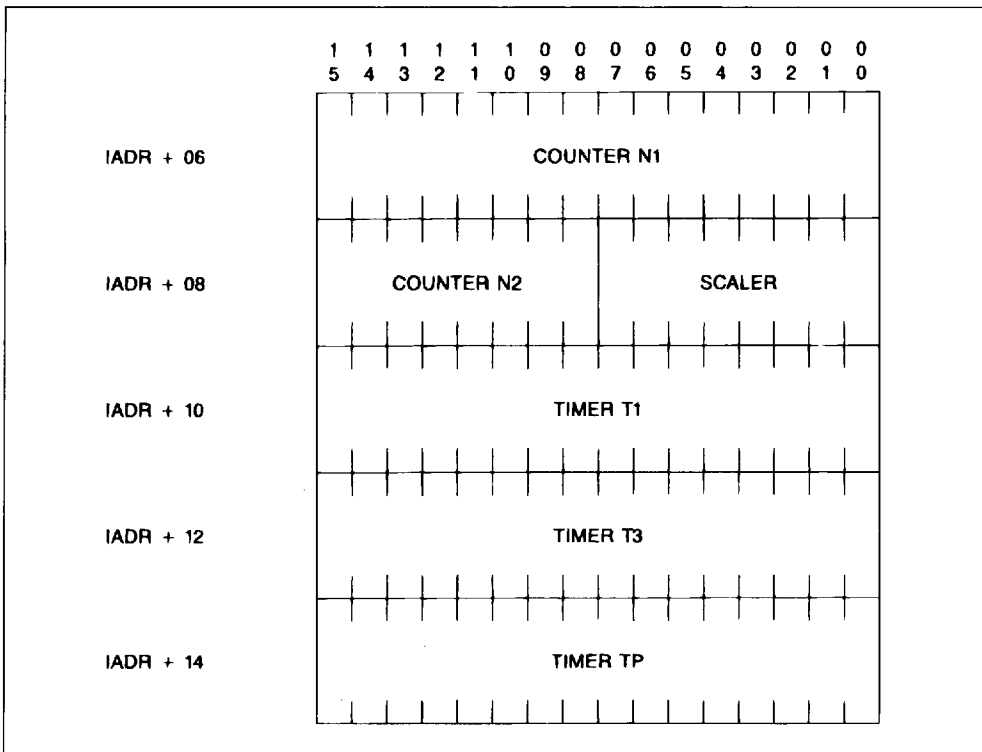 1 1 1 1 1 1 0 0 0 0 0 0 0 0 0 0
5 4 3 2 1 0 9 8 7 6 5 4 3 2 1 0
IADR + 06 COUNTER N1
IADR + 08 COUNTER N2 SCALER
IADR + 10 TIMER T1
IADR + 12 TIMER T3
IADR + 14 TIMER TP